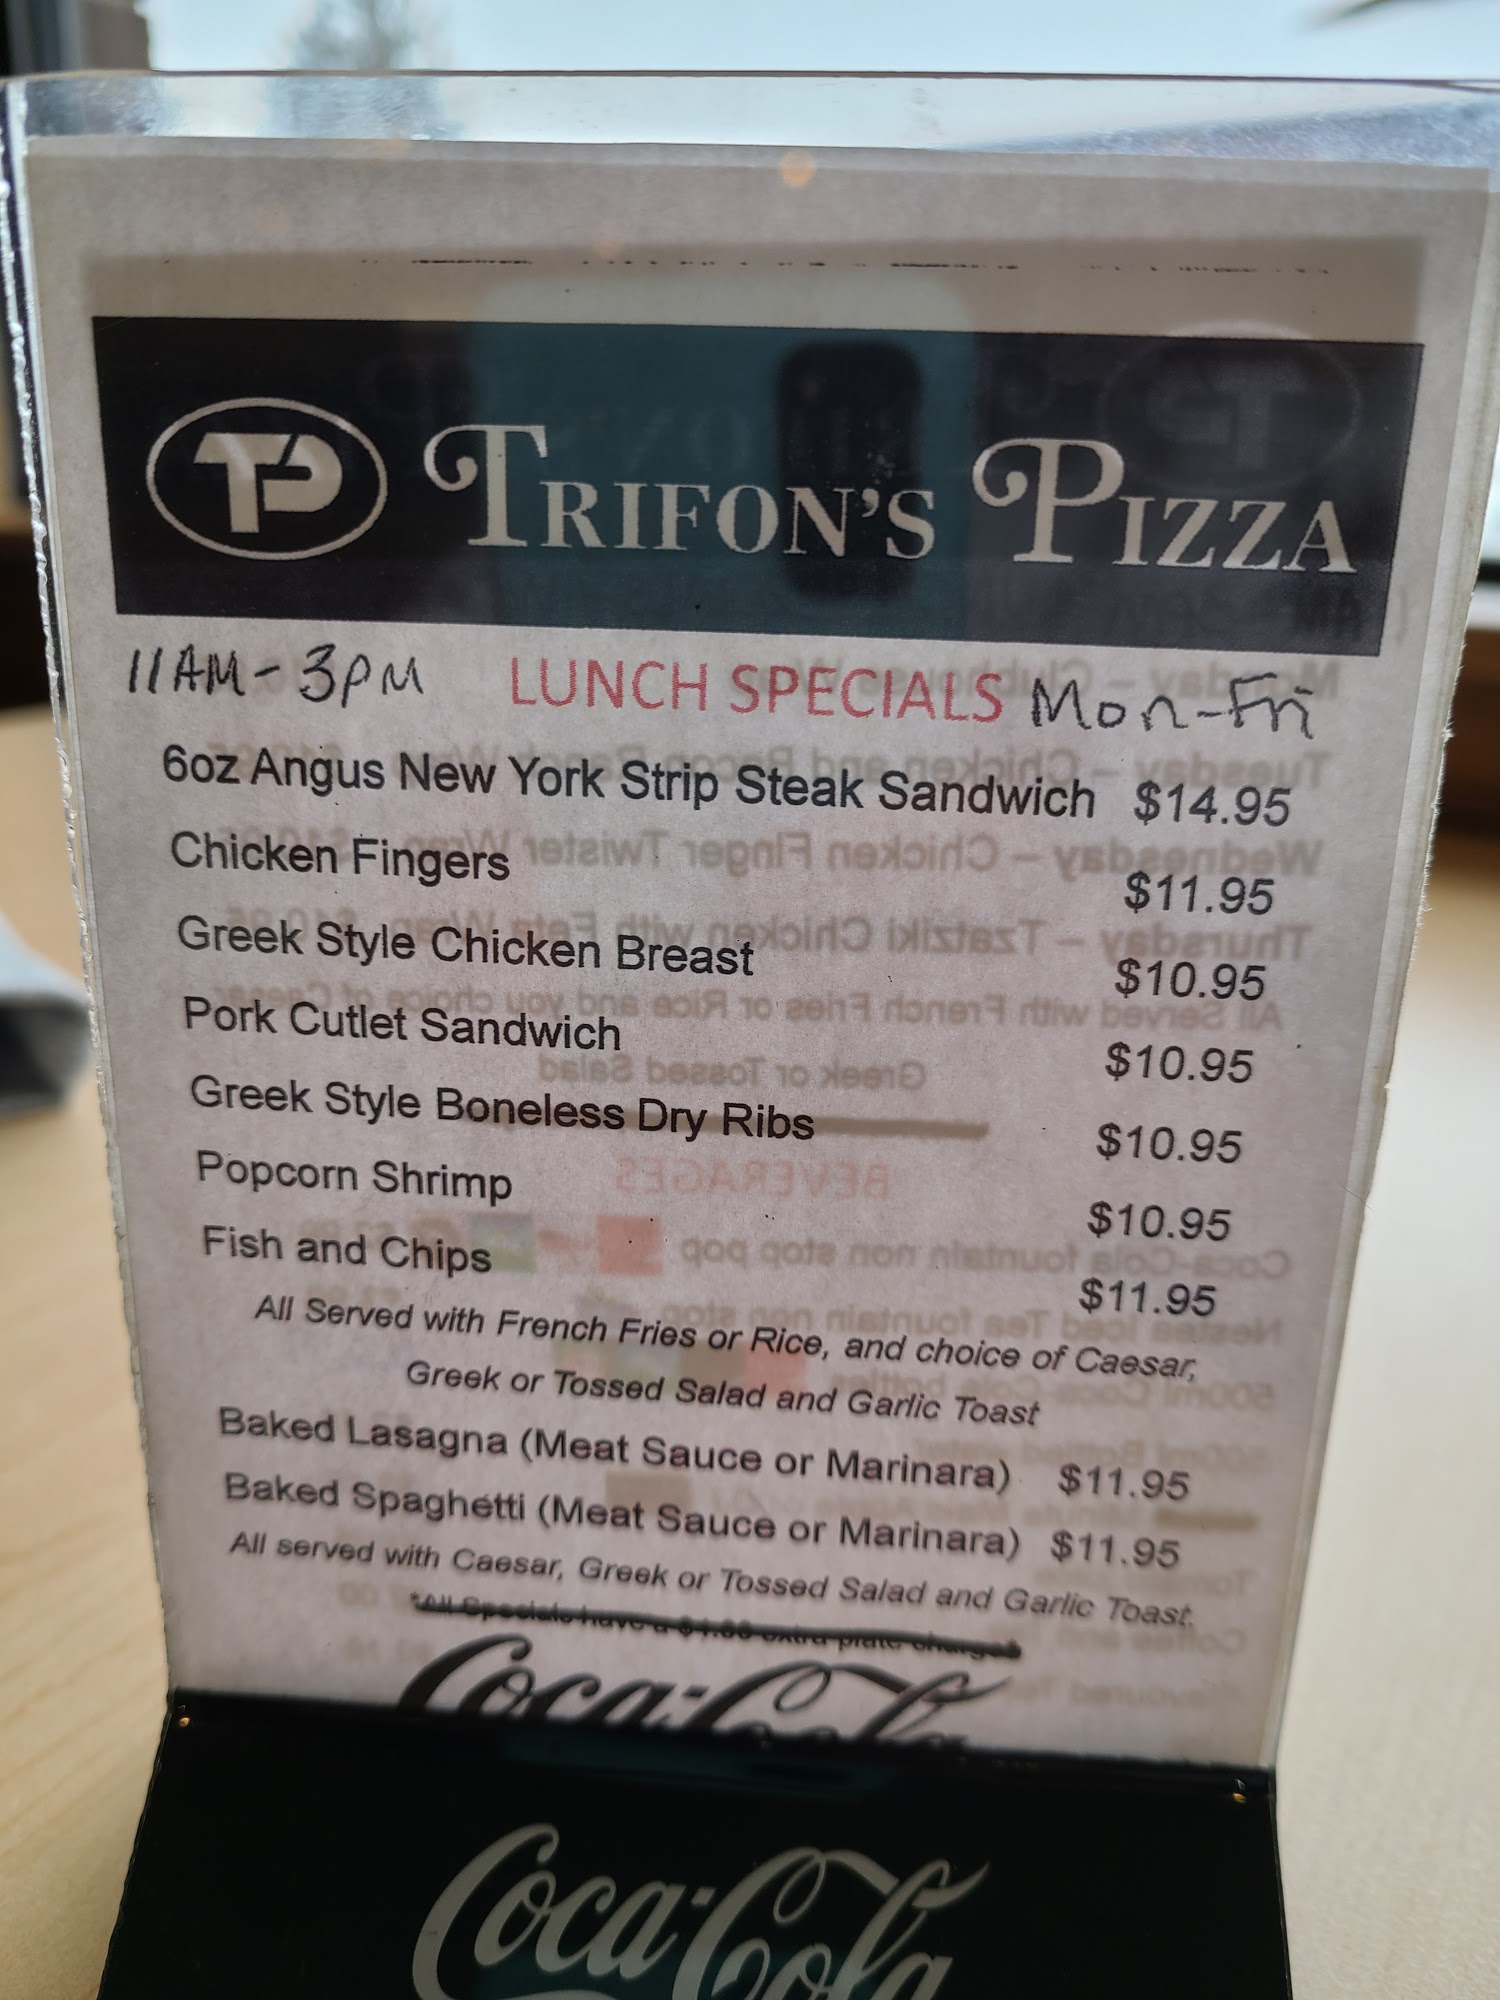 TP TRIFON'S PIZZA
11AM-3PM LUNCH SPECIALS Mon-Fri
6oz Angus New York Strip Steak Sandwich $14.95
Chicken Fingers $11.95
Greek Style Chicken Breast $10.95
Pork Cutlet Sandwich $10.95
Greek Style Boneless Dry Ribs $10.95
Popcorn Shrimp $10.95
Fish and Chips $11.95
All Served with French Fries or Rice, and choice of Caesar,
Greek or Tossed Salad and Garlic Toast
Baked Lasagna (Meat Sauce or Marinara) $11.95
Baked Spaghetti (Meat Sauce or Marinara) $11.95
All served with Caesar, Greek or Tossed Salad and Garlic Toast.
Coca-Cola
Coca-Cola